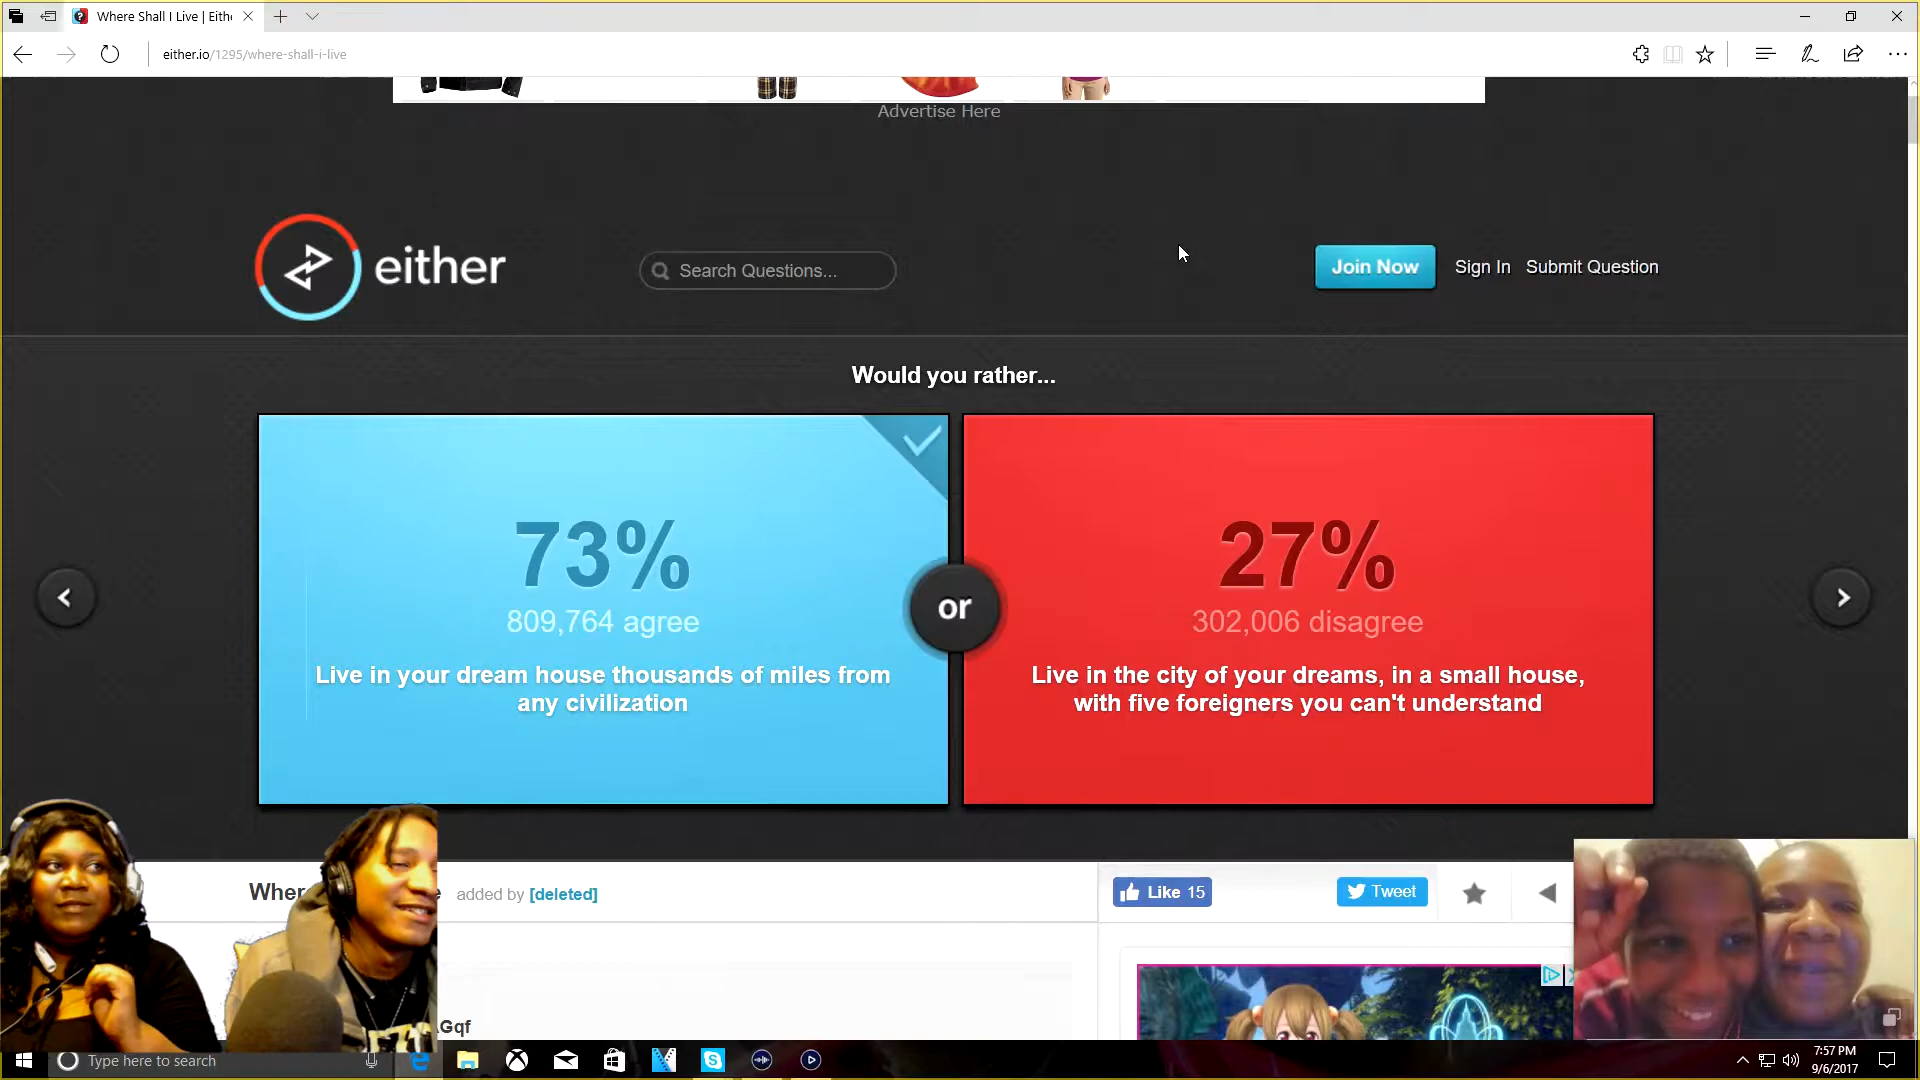 Where Shall I Live | Eith
either.io/1295/where-shall-i-live
Advertise Here
either
Search Questions...
Join Now
Sign In
Submit Question
Would you rather...
73%
809,764 agree
Live in your dream house thousands of miles from
any civilization
or
27%
302,006 disagree
Live in the city of your dreams, in a small house,
with five foreigners you can't understand
added by [deleted]
Like 15
Tweet
Gqf
Type here to search
7:57 PM
9/6/2017